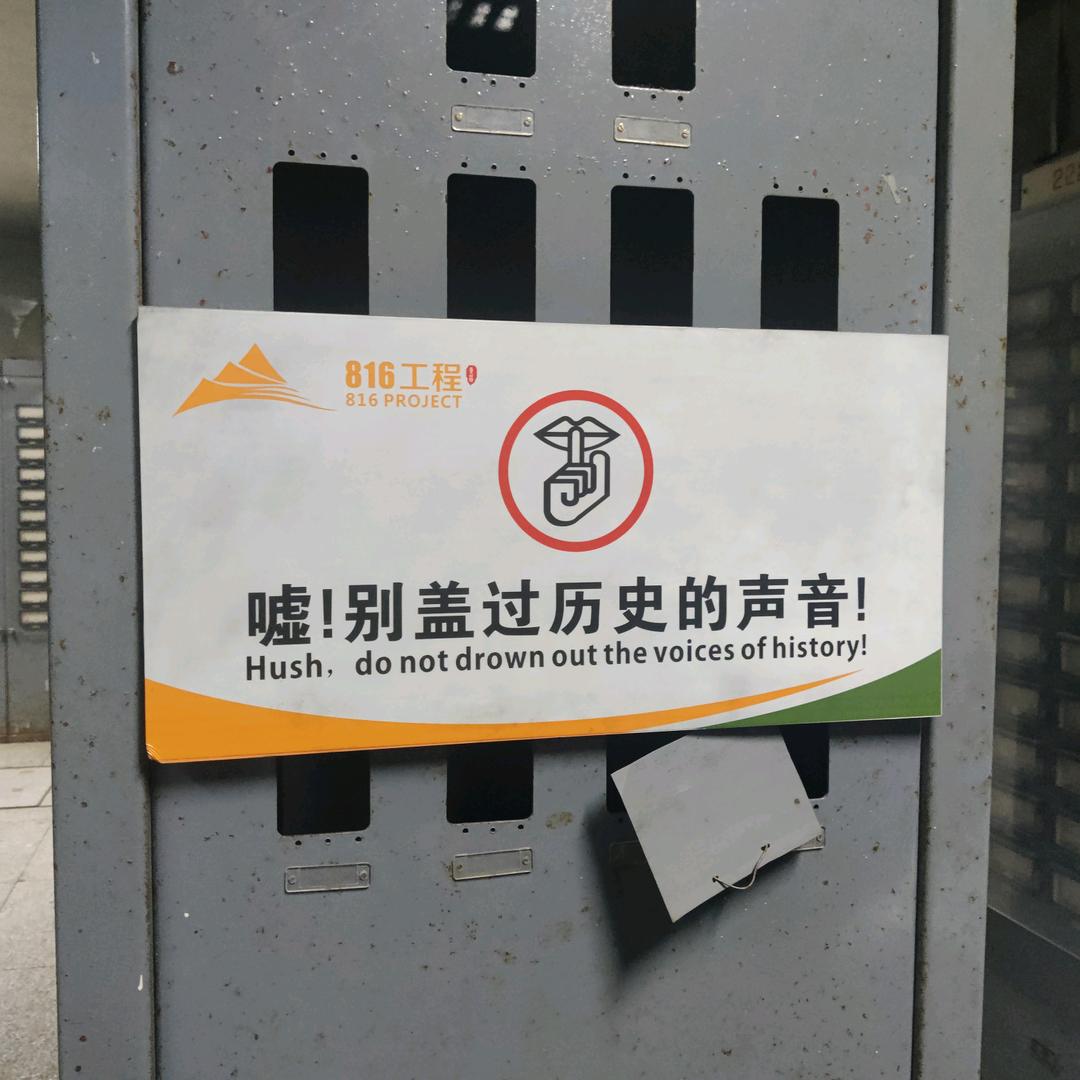 816工程
816 PROJECT
嘘!别盖过历史的声音!
Hush, do not drown out the voices of history!